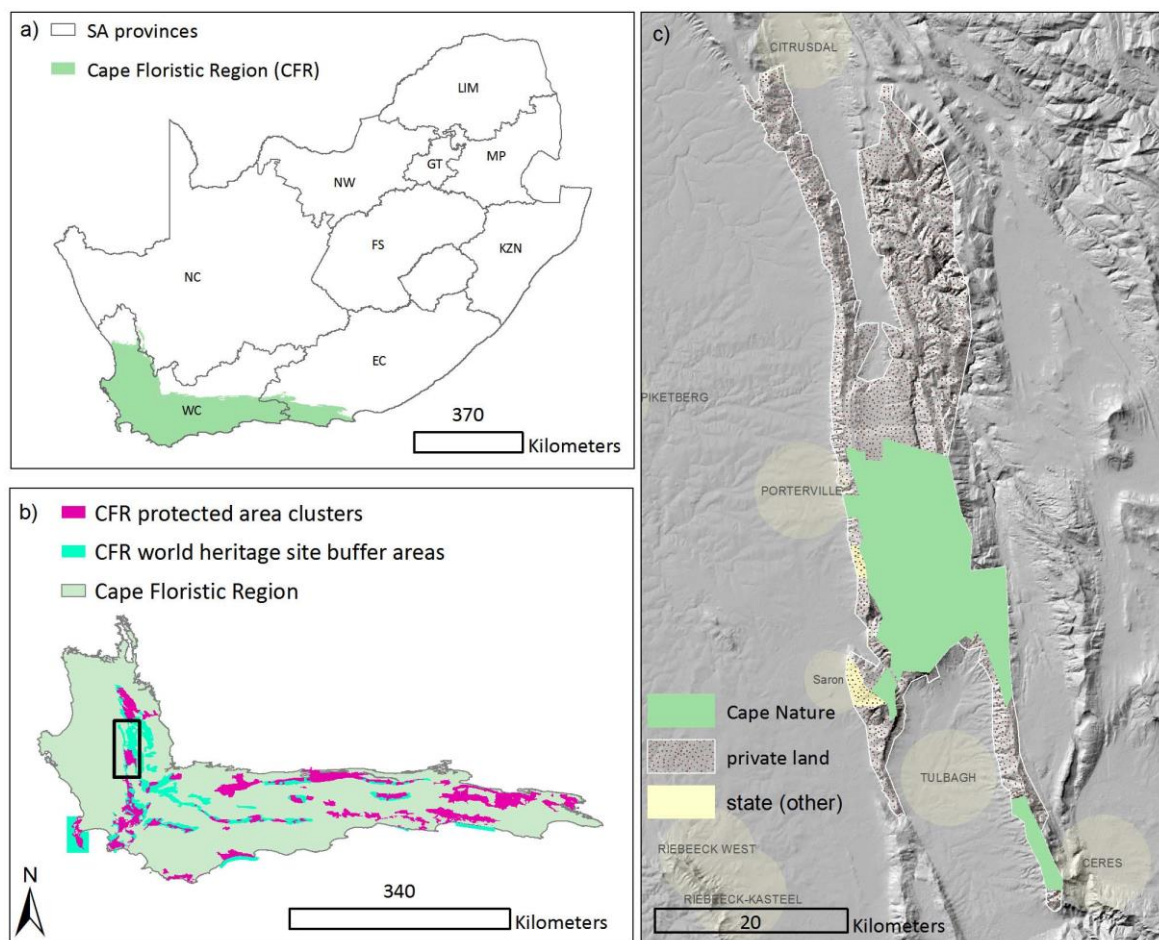 a)
SA provinces
Cape Floristic Region (CFR)
LIM
MP
GT
NW
FS
KZN
NC
EC
WC
370
Kilometers
b)
CFR protected area clusters
CFR world heritage site buffer areas
Cape Floristic Region
N
340
Kilometers
c)
CITRUSDAL
PIKETBERG
PORTERVILLE
Saron
Cape Nature
private land
TULBAGH
state (other)
CERES
RIEBEECK WEST
RIEBEECK-KASTEEL
20
Kilometers